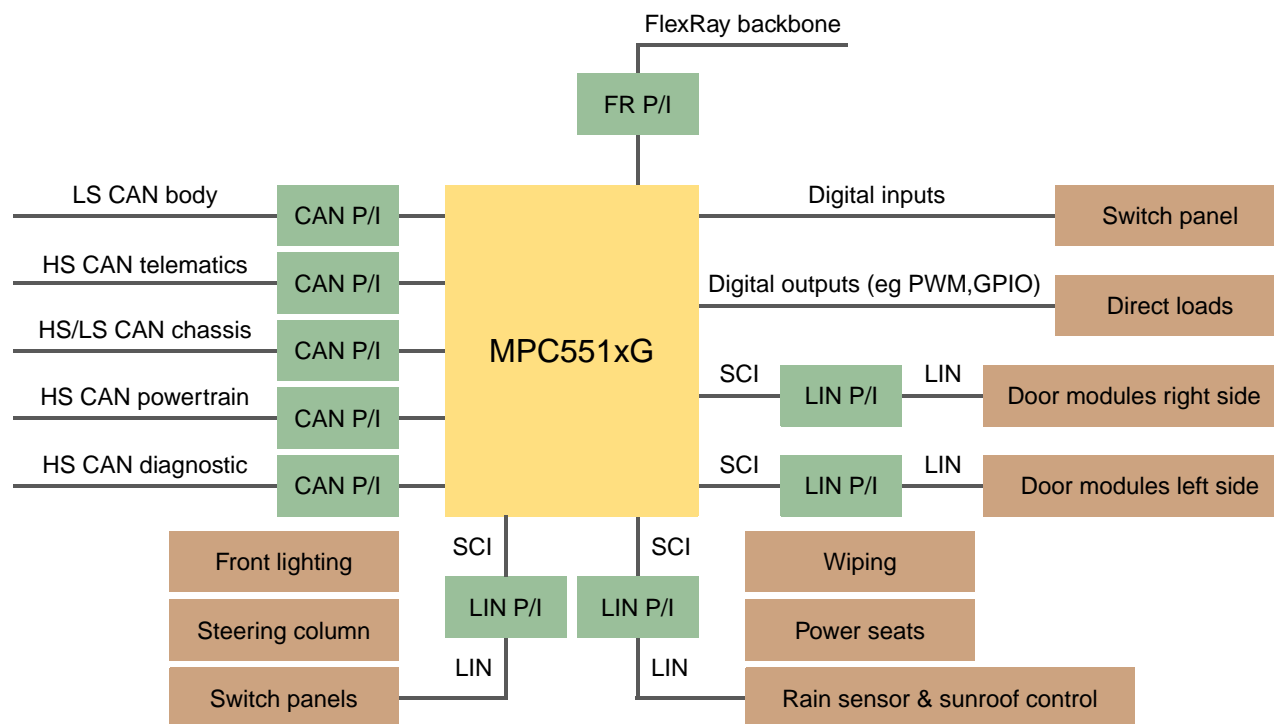 FlexRay backbone
FR P/I
LS CAN body
CAN P/I
HS CAN telematics
CAN P/I
HS/LS CAN chassis
CAN P/I
HS CAN powertrain
CAN P/I
HS CAN diagnostic
CAN P/I
MPC551xG
Digital inputs
Switch panel
Digital outputs (eg PWM,GPIO)
Direct loads
SCI
LIN P/I
LIN
Door modules right side
SCI
LIN P/I
LIN
Door modules left side
Front lighting
Steering column
Switch panels
SCI
LIN P/I
LIN
SCI
LIN P/I
LIN
Wiping
Power seats
Rain sensor & sunroof control